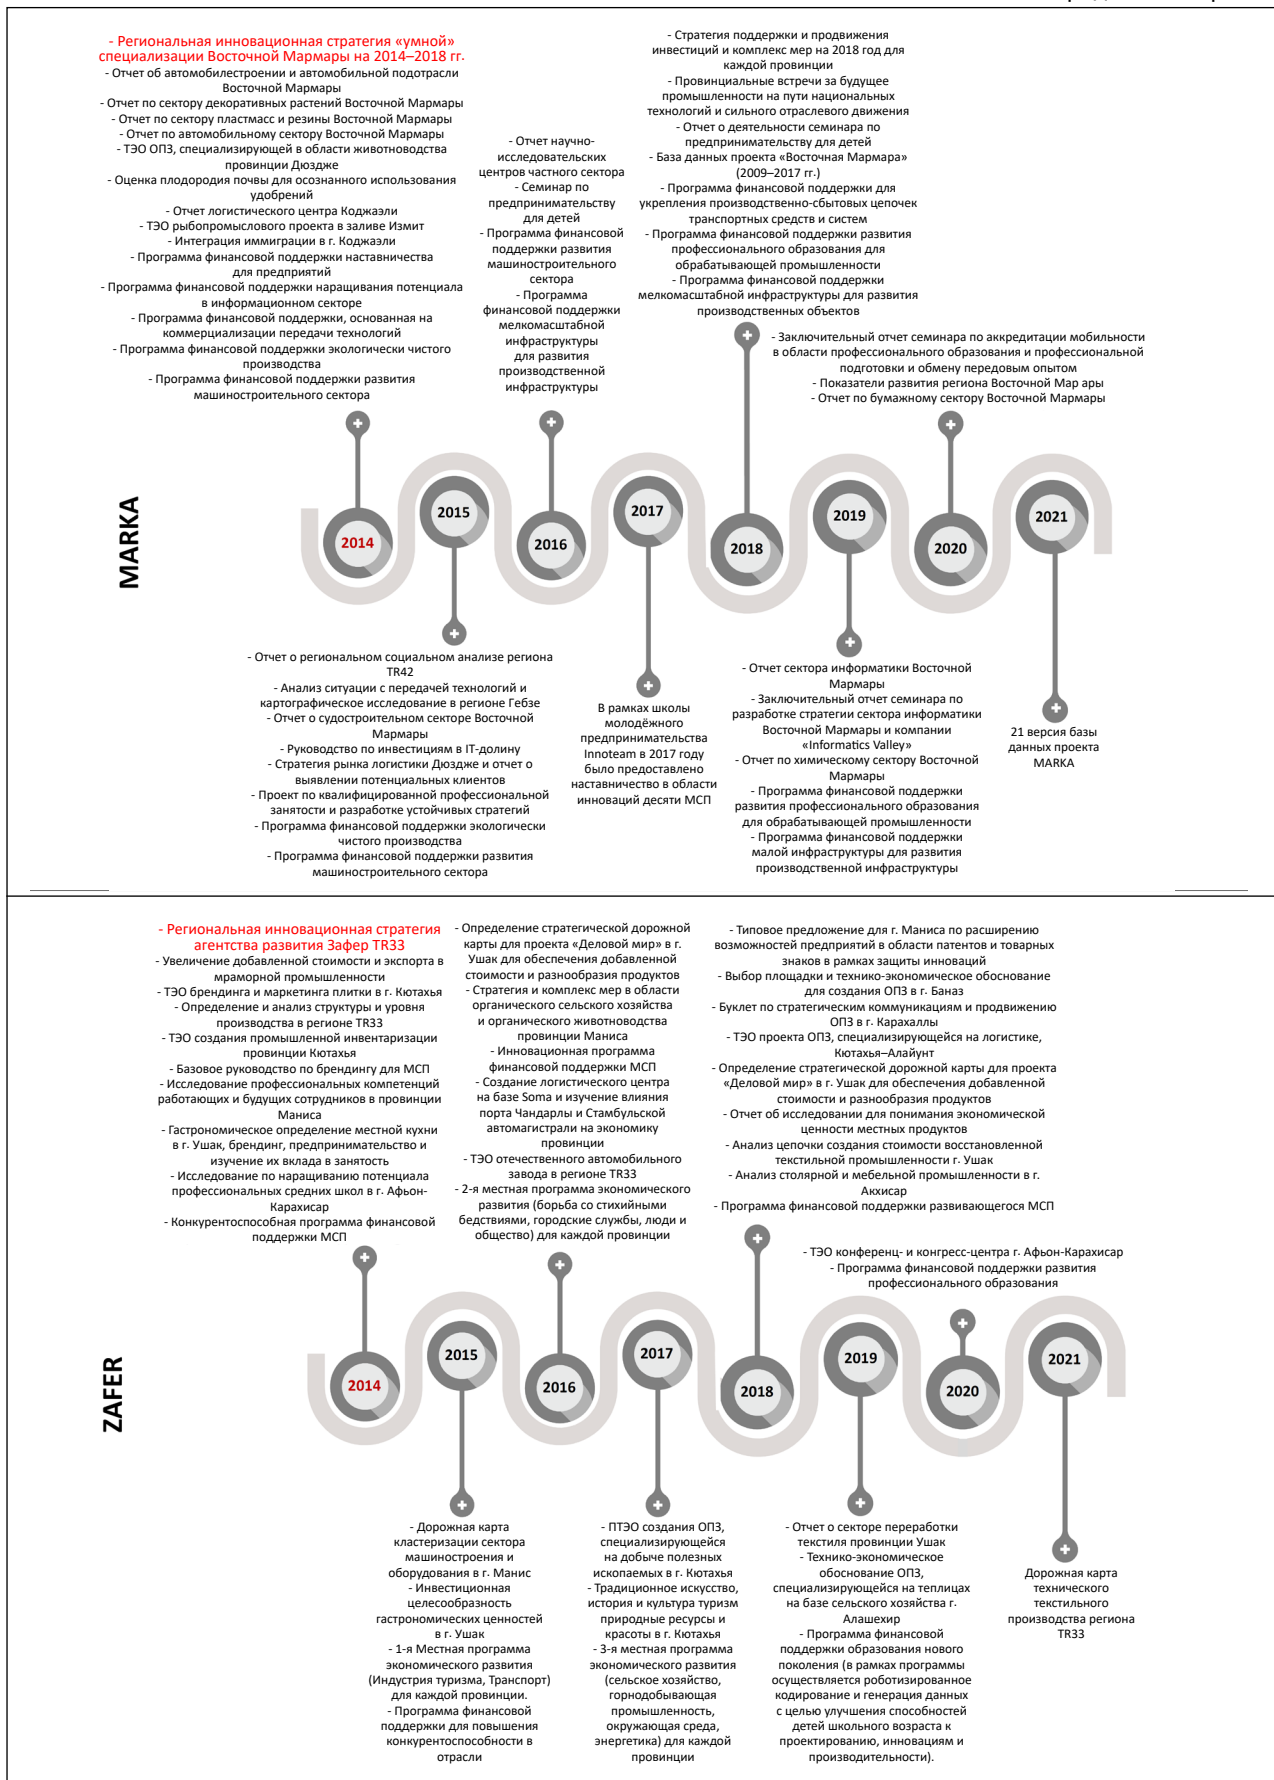 - Региональная инновационная стратегия «умной»
специализации Восточной Мармары на 2014–2018 гг.
- Отчет об автомобилестроении и автомобильной подотрасли
Восточной Мармары
- Отчет по сектору декоративных растений Восточной Мармары
- Отчет по сектору пластмасс и резины Восточной Мармары
- Отчет по автомобильному сектору Восточной Мармары
- ТЭО ОПЗ, специализирующей в области животноводства
провинции Дюздже
- Оценка плодородия почвы для осознанного использования
удобрений
- Отчет логистического центра Коджаэли
- ТЭО рыбопромыслового проекта в заливе Измит
- Интеграция иммиграции в г. Коджаэли
- Программа финансовой поддержки наставничества
для предприятий
- Программа финансовой поддержки наращивания потенциала
в информационном секторе
- Программа финансовой поддержки, основанная на
коммерциализации передачи технологий
- Программа финансовой поддержки экологически чистого
производства
- Программа финансовой поддержки развития
машиностроительного сектора
- Отчет научно-
исследовательских
центров частного сектора
- Семинар по
предпринимательству
для детей
- Программа финансовой
поддержки развития
машиностроительного
сектора
- Программа
финансовой поддержки
мелкомасштабной
инфраструктуры
для развития
производственной
инфраструктуры
- Стратегия поддержки и продвижения
инвестиций и комплекс мер на 2018 год для
каждой провинции
- Провинциальные встречи за будущее
промышленности на пути национальных
технологий и сильного отраслевого движения
- Отчет о деятельности семинара по
предпринимательству для детей
- База данных проекта «Восточная Мармара»
(2009–2017 гг.)
- Программа финансовой поддержки для
укрепления производственно-сбытовых цепочек
транспортных средств и систем
- Программа финансовой поддержки развития
профессионального образования для
обрабатывающей промышленности
- Программа финансовой поддержки
мелкомасштабной инфраструктуры для развития
производственных объектов
- Заключительный отчет семинара по аккредитации мобильности
в области профессионального образования и профессиональной
подготовки и обмену передовым опытом
- Показатели развития региона Восточной Мар ары
- Отчет по бумажному сектору Восточной Мармары
MARKA
2014
2015
2016
2017
2018
2019
2020
2021
- Отчет о региональном социальном анализе региона
TR42
- Анализ ситуации с передачей технологий и
картографическое исследование в регионе Гебзе
- Отчет о судостроительном секторе Восточной
Мармары
- Руководство по инвестициям в IT-долину
- Стратегия рынка логистики Дюздже и отчет о
выявлении потенциальных клиентов
- Проект по квалифицированной профессиональной
занятости и разработке устойчивых стратегий
- Программа финансовой поддержки экологически
чистого производства
- Программа финансовой поддержки развития
машиностроительного сектора
В рамках школы
молодёжного
предпринимательства
Innoteam в 2017 году
было предоставлено
наставничество в области
инноваций десяти МСП
- Отчет сектора информатики Восточной
Мармары
- Заключительный отчет семинара по
разработке стратегии сектора информатики
Восточной Мармары и компании
«Informatics Valley»
- Отчет по химическому сектору Восточной
Мармары
- Программа финансовой поддержки
развития профессионального образования
для обрабатывающей промышленности
- Программа финансовой поддержки
малой инфраструктуры для развития
производственной инфраструктуры
21 версия базы
данных проекта
MARKA
- Региональная инновационная стратегия
агентства развития Зафер TR33
- Увеличение добавленной стоимости и экспорта в
мраморной промышленности
- ТЭО брендинга и маркетинга плитки в г. Кютахья
- Определение и анализ структуры и уровня
производства в регионе TR33
- ТЭО создания промышленной инвентаризации
провинции Кютахья
- Базовое руководство по брендингу для МСП
- Исследование профессиональных компетенций
работающих и будущих сотрудников в провинции
Маниса
- Гастрономическое определение местной кухни
в г. Ушак, брендинг, предпринимательство и
изучение их вклада в занятость
- Исследование по наращиванию потенциала
профессиональных средних школ в г. Афьон-
Карахисар
- Конкурентоспособная программа финансовой
поддержки МСП
- Определение стратегической дорожной
карты для проекта «Деловой мир» в г.
Ушак для обеспечения добавленной
стоимости и разнообразия продуктов
- Стратегия и комплекс мер в области
органического сельского хозяйства
и органического животноводства
провинции Маниса
- Инновационная программа
финансовой поддержки МСП
- Создание логистического центра
на базе Soma и изучение влияния
порта Чандарлы и Стамбульской
автомагистрали на экономику
провинции
- ТЭО отечественного автомобильного
завода в регионе TR33
- 2-я местная программа экономического
развития (борьба со стихийными
бедствиями, городские службы, люди и
общество) для каждой провинции
- Типовое предложение для г. Маниса по расширению
возможностей предприятий в области патентов и товарных
знаков в рамках защиты инноваций
- Выбор площадки и технико-экономическое обоснование
для создания ОПЗ в г. Баназ
- Буклет по стратегическим коммуникациям и продвижению
ОПЗ в г. Карахаллы
- ТЭО проекта ОПЗ, специализирующейся на логистике,
Кютахья–Алайунт
- Определение стратегической дорожной карты для проекта
«Деловой мир» в г. Ушак для обеспечения добавленной
стоимости и разнообразия продуктов
- Отчет об исследовании для понимания экономической
ценности местных продуктов
- Анализ цепочки создания стоимости восстановленной
текстильной промышленности г. Ушак
- Анализ столярной и мебельной промышленности в г.
Акхисар
- Программа финансовой поддержки развивающегося МСП
- ТЭО конференц- и конгресс-центра г. Афьон-Карахисар
- Программа финансовой поддержки развития
профессионального образования
ZAFER
2014
2015
2016
2017
2018
2019
2020
2021
- Дорожная карта
кластеризации сектора
машиностроения и
оборудования в г. Манис
- Инвестиционная
целесообразность
гастрономических ценностей
в г. Ушак
- 1-я Местная программа
экономического развития
(Индустрия туризма, Транспорт)
для каждой провинции.
- Программа финансовой
поддержки для повышения
конкурентоспособности в
отрасли
- ПТЭО создания ОПЗ,
специализирующейся
на добыче полезных
ископаемых в г. Кютахья
- Традиционное искусство,
история и культура туризм
природные ресурсы и
красоты в г. Кютахья
- 3-я местная программа
экономического развития
(сельское хозяйство,
горнодобывающая
промышленность,
окружающая среда,
энергетика) для каждой
провинции
- Отчет о секторе переработки
текстиля провинции Ушак
- Технико-экономическое
обоснование ОПЗ,
специализирующейся на теплицах
на базе сельского хозяйства г.
Алашехир
- Программа финансовой
поддержки образования нового
поколения (в рамках программы
осуществляется роботизированное
кодирование и генерация данных
с целью улучшения способностей
детей школьного возраста к
проектированию, инновациям и
производительности).
Дорожная карта
технического
текстильного
производства региона
TR33